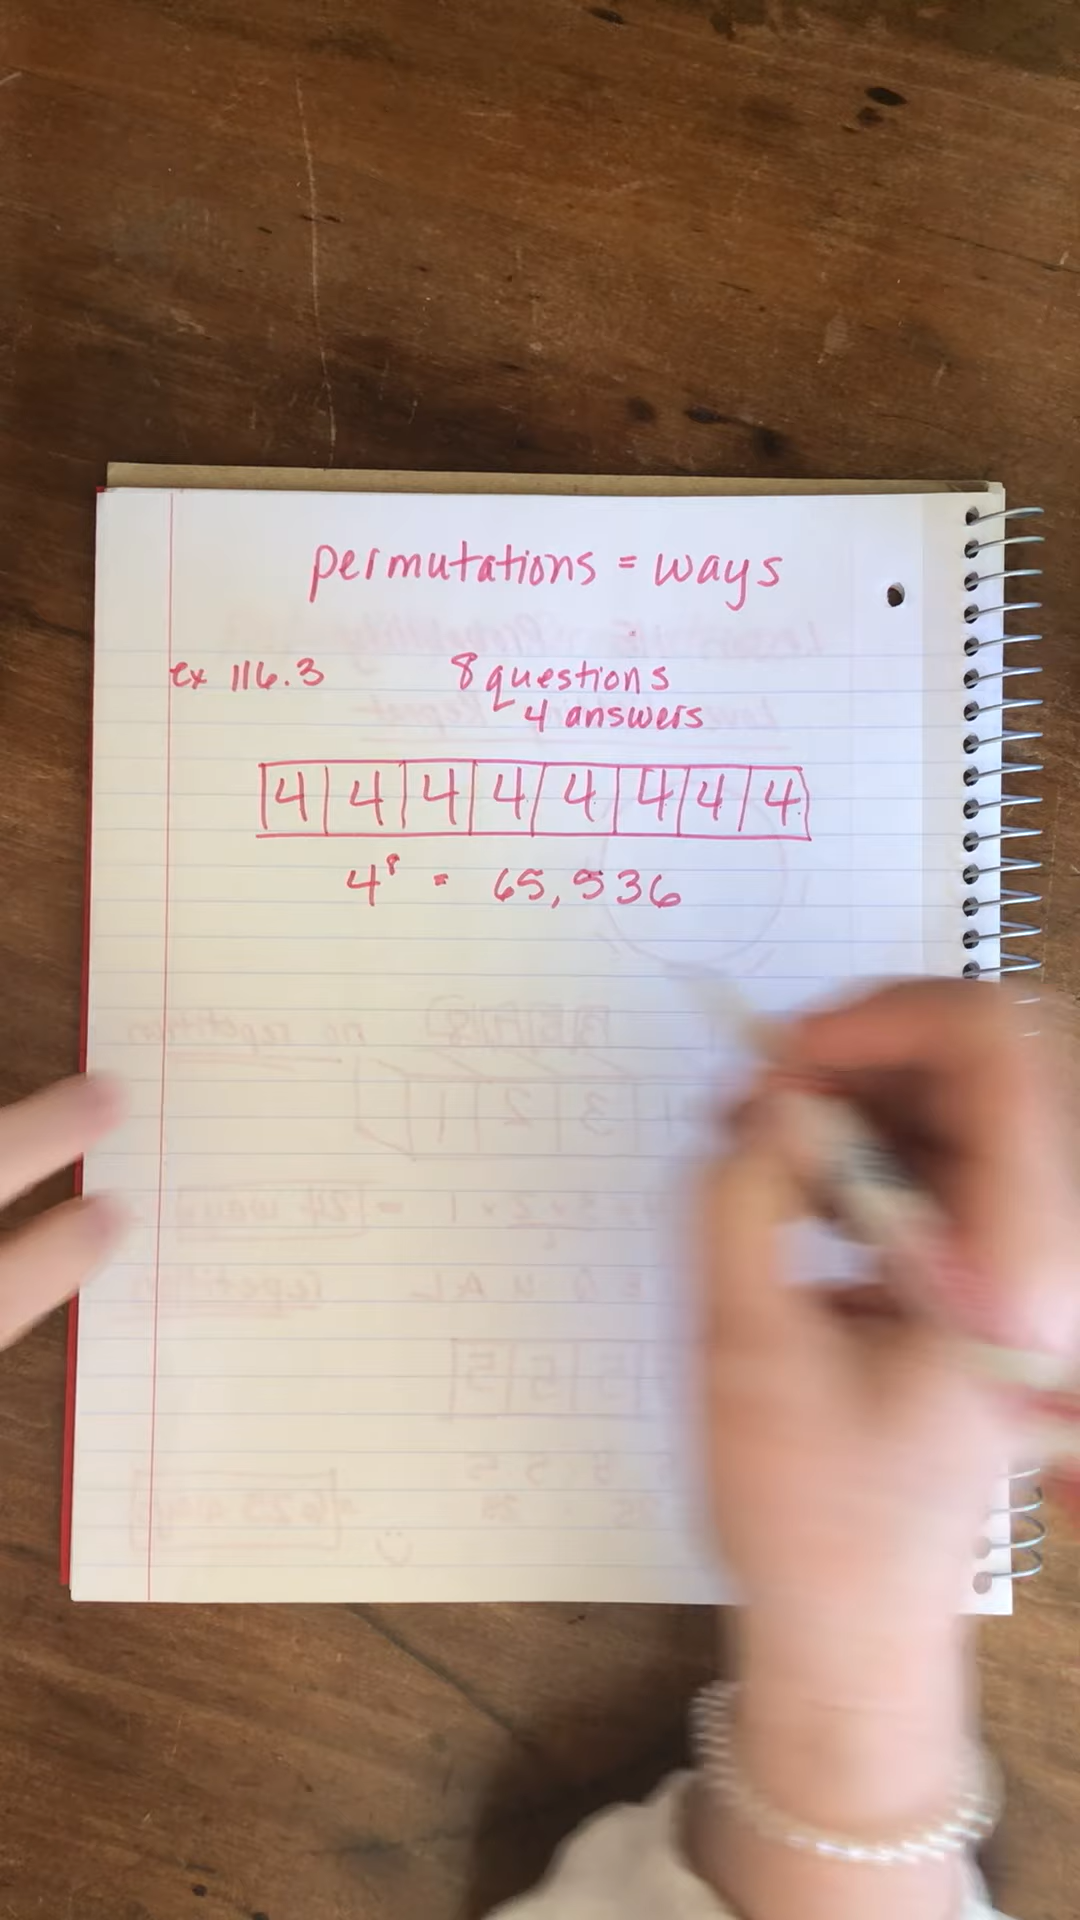 permutations = ways
ex 116.3
8 questions
4 answers
4 4 4 4 4 4 4 4
4⁸ = 65,536